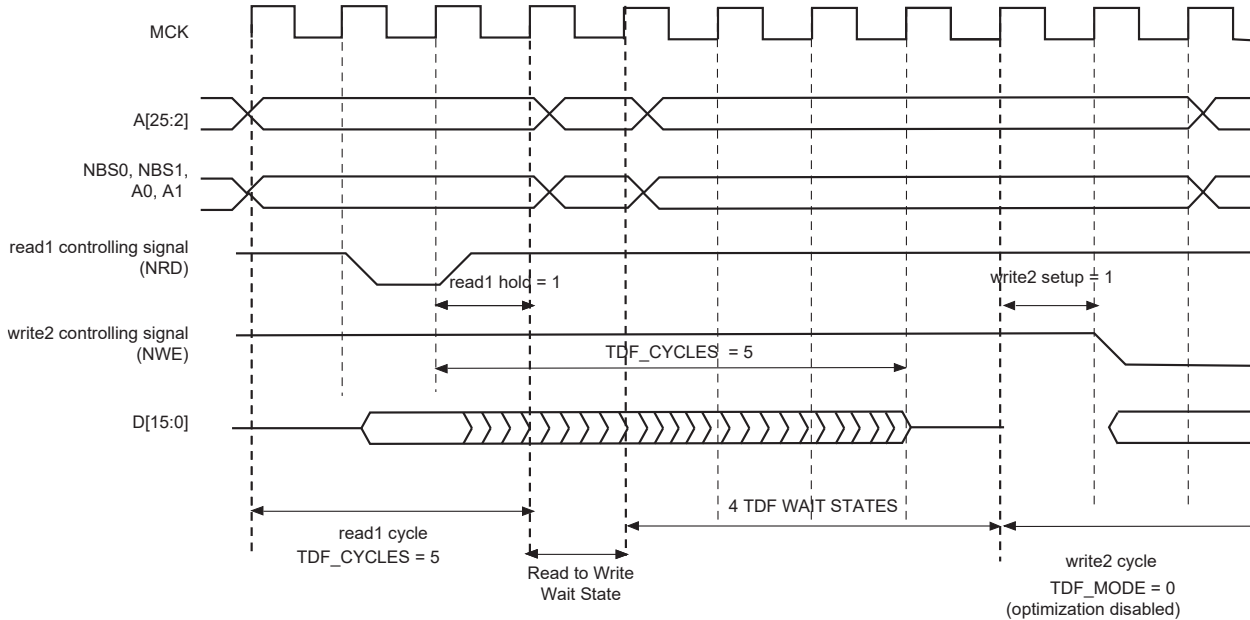 MCK
A[25:2]
NBS0, NBS1,
A0, A1
read1 controlling signal
(NRD)
read1 hold = 1
write2 setup = 1
write2 controlling signal
(NWE)
TDF_CYCLES = 5
D[15:0]
4 TDF WAIT STATES
read1 cycle
TDF_CYCLES = 5
Read to Write
Wait State
write2 cycle
TDF_MODE = 0
(optimization disabled)